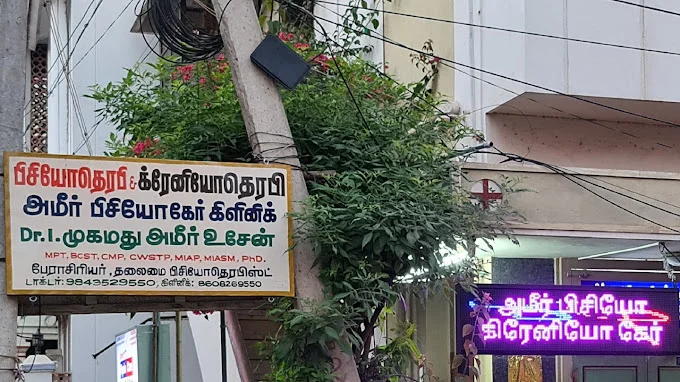 பிசியோதெரபி & க்ரேனியோதெரபி
அமீர் பிசியோகேர் கிளினிக்
Dr.I.முகமது அமீர் உசேன்
MPT, BCST, CMP, CWSTP, MIAP, MIASM, PhD.
பேராசிரியர், தலைமை பிசியோதெரபிஸ்ட்
டாக்டர்: 9843529550, கிளினிக்: 8608269550
அமீர் பிசியோ
கிரேனியோ கேர்